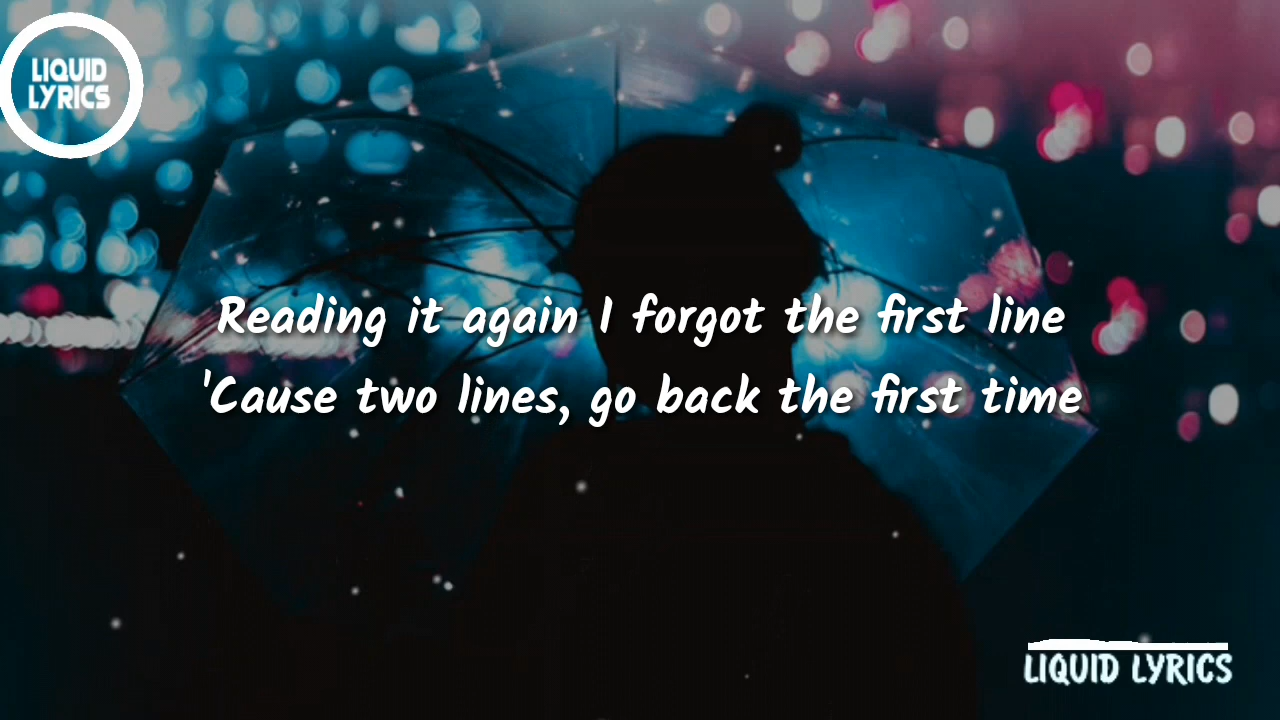 LIQUID
LYRICS
Reading it again I forgot the first line
'Cause two lines, go back the first time
LIQUID LYRICS